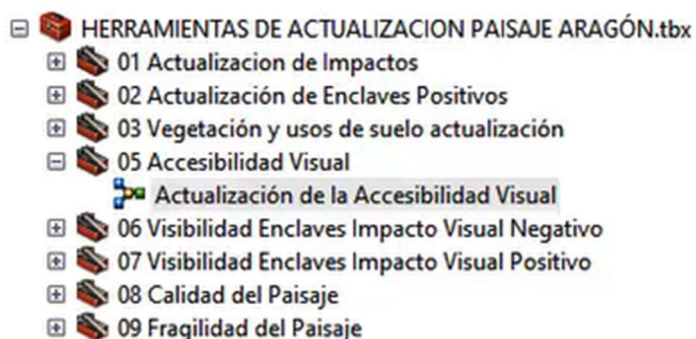 HERRAMIENTAS DE ACTUALIZACION PAISAJE ARAGÓN.tbx
01 Actualizacion de Impactos
02 Actualización de Enclaves Positivos
03 Vegetación y usos de suelo actualización
05 Accesibilidad Visual
Actualización de la Accesibilidad Visual
06 Visibilidad Enclaves Impacto Visual Negativo
07 Visibilidad Enclaves Impacto Visual Positivo
08 Calidad del Paisaje
09 Fragilidad del Paisaje